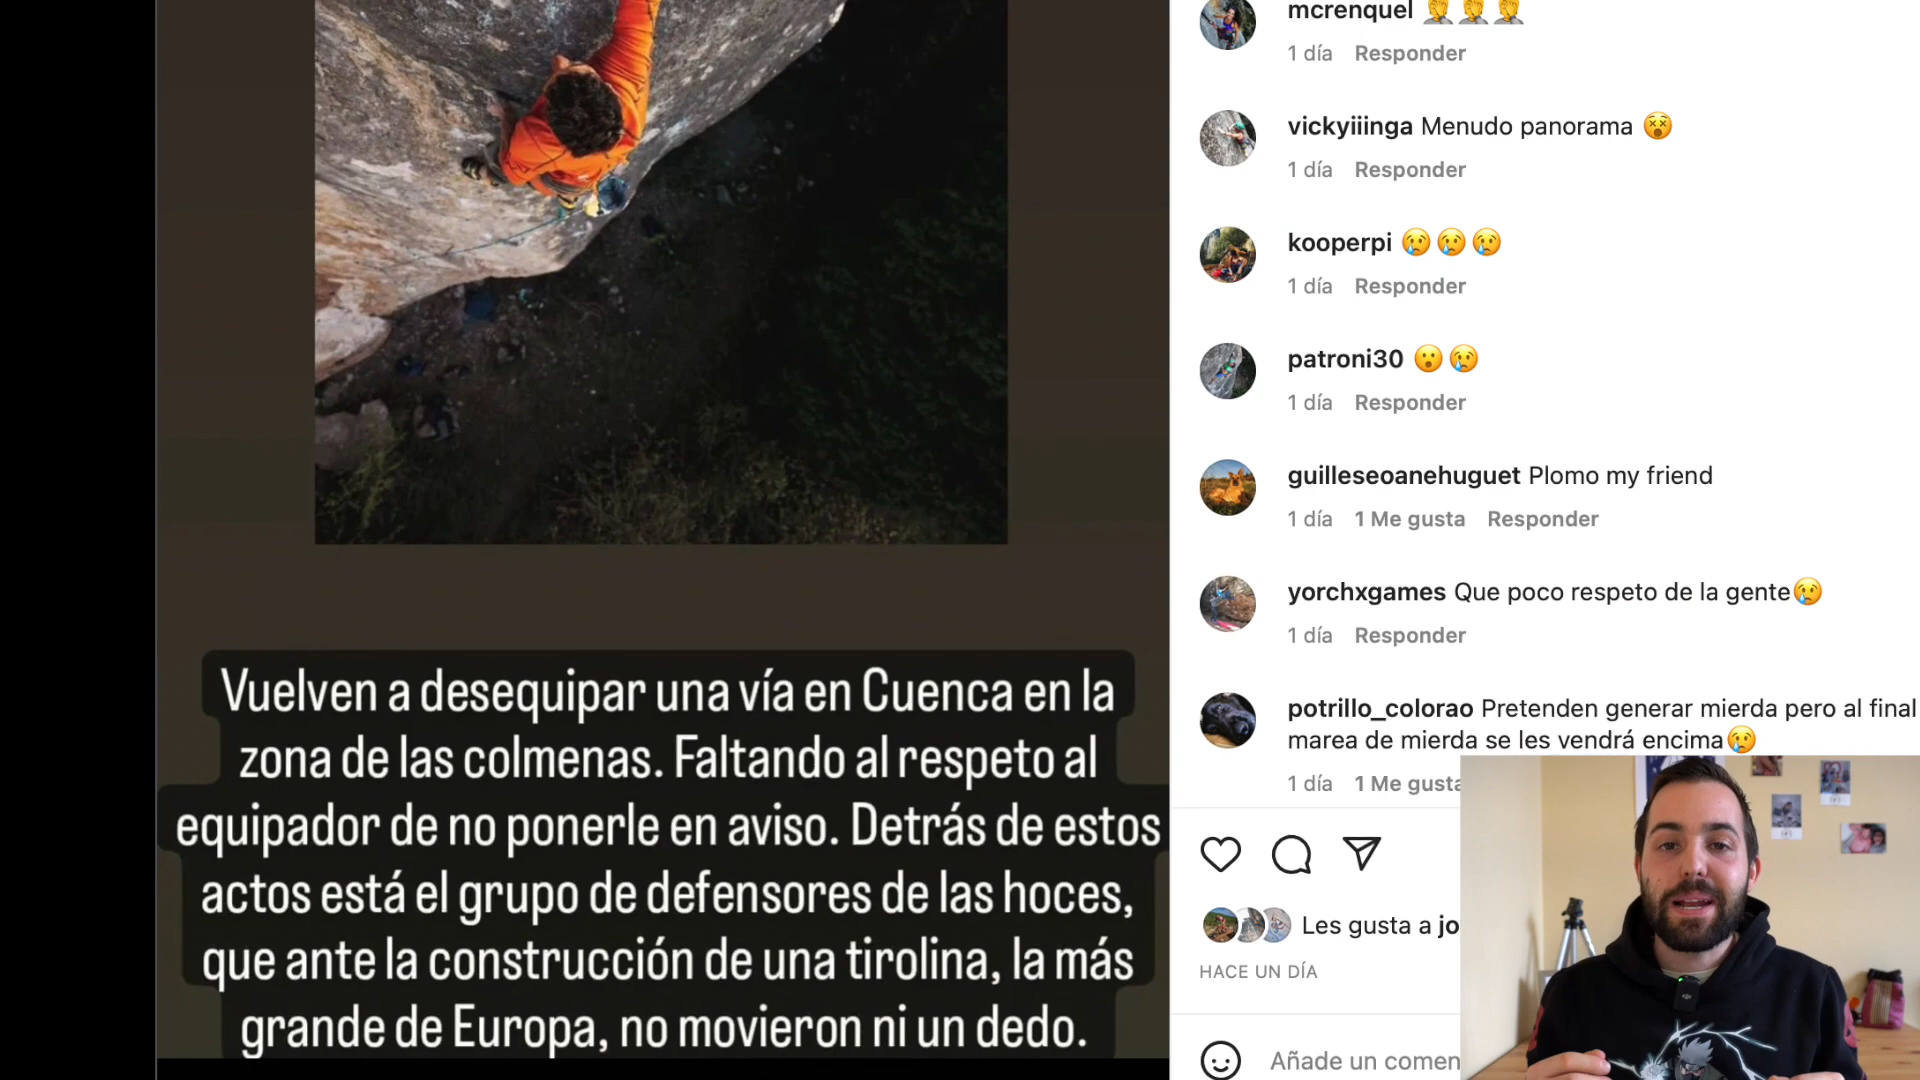 Vuelven a desequipar una vía en Cuenca en la
zona de las colmenas. Faltando al respeto al
equipador de no ponerle en aviso. Detrás de estos
actos está el grupo de defensores de las hoces,
que ante la construcción de una tirolina, la más
grande de Europa, no movieron ni un dedo.
mcrenquel 🤦🤦🤦
1 día Responder
vickyiiinga Menudo panorama 😵
1 día Responder
kooperpi 😢😢😢
1 día Responder
patroni30 😮😢
1 día Responder
guilleseoanehuguet Plomo my friend
1 día 1 Me gusta Responder
yorchxgames Que poco respeto de la gente😢
1 día Responder
potrillo_colorao Pretenden generar mierda pero al final
marea de mierda se les vendrá encima😢
1 día 1 Me gusta
Les gusta a jo
HACE UN DÍA
Añade un comen